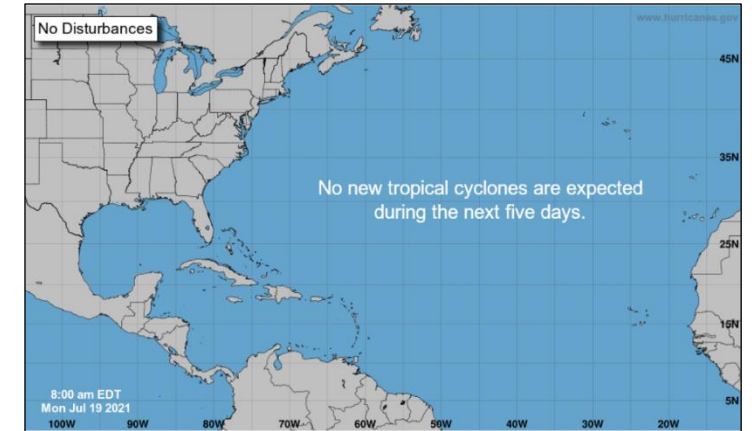 No Disturbances
www.hurricanes.gov
45N
35N
No new tropical cyclones are expected
during the next five days.
25N
15N
8:00 am EDT
Mon Jul 19 2021
5N
100W 90W 80W 70W 60W 50W 40W 30W 20W